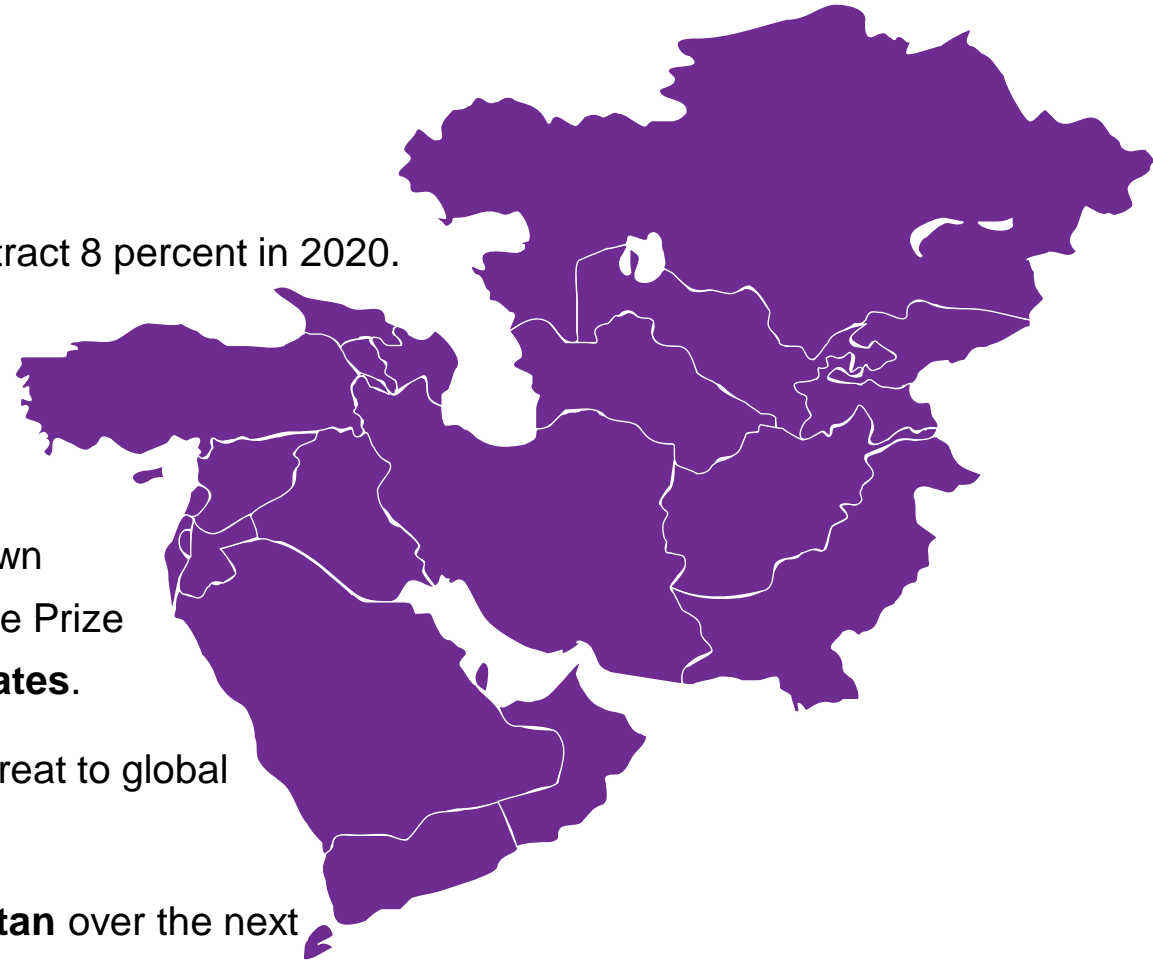 tract 8 percent in 2020.
wn
e Prize
ates.
reat to global
tan over the next